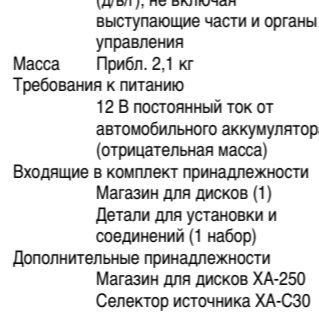 (д/в/г), не включая
выступающие части и органы
управления
Масса Прибл. 2,1 кг
Требования к питанию
12 В постоянный ток от
автомобильного аккумулятора
(отрицательная масса)
Входящие в комплект принадлежности
Магазин для дисков (1)
Детали для установки и
соединений (1 набор)
Дополнительные принадлежности
Магазин для дисков XA-250
Селектор источника XA-C30